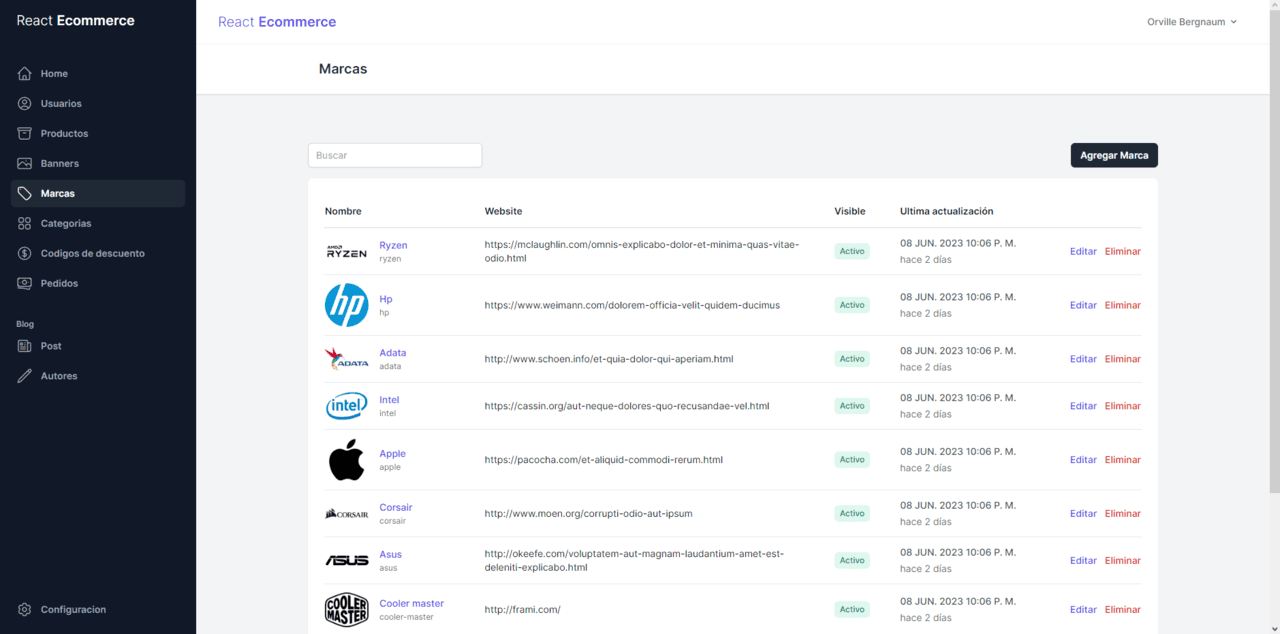 React Ecommerce
Home
Usuarios
Productos
Banners
Marcas
Categorias
Codigos de descuento
Pedidos
Blog
Post
Autores
Configuracion
React Ecommerce
Orville Bergnaum
Marcas
Buscar
Agregar Marca
Nombre Website Visible Ultima actualización
AMD RYZEN
Ryzen
ryzen
https://mclaughlin.com/omnis-explicabo-dolor-et-minima-quas-vitae-
odio.html
Activo
08 JUN. 2023 10:06 P. M.
hace 2 días
Editar Eliminar
hp
Hp
hp
https://www.weimann.com/dolorem-officia-velit-quidem-ducimus
Activo
08 JUN. 2023 10:06 P. M.
hace 2 días
Editar Eliminar
ADATA
Adata
adata
http://www.schoen.info/et-quia-dolor-qui-aperiam.html
Activo
08 JUN. 2023 10:06 P. M.
hace 2 días
Editar Eliminar
intel
Intel
intel
https://cassin.org/aut-neque-dolores-quo-recusandae-vel.html
Activo
08 JUN. 2023 10:06 P. M.
hace 2 días
Editar Eliminar
Apple
apple
https://pacocha.com/et-aliquid-commodi-rerum.html
Activo
08 JUN. 2023 10:06 P. M.
hace 2 días
Editar Eliminar
CORSAIR
Corsair
corsair
http://www.moen.org/corrupti-odio-aut-ipsum
Activo
08 JUN. 2023 10:06 P. M.
hace 2 días
Editar Eliminar
ASUS
Asus
asus
http://okeefe.com/voluptatem-aut-magnam-laudantium-amet-est-
deleniti-explicabo.html
Activo
08 JUN. 2023 10:06 P. M.
hace 2 días
Editar Eliminar
COOLER
MASTER
Cooler master
cooler-master
http://frami.com/
Activo
08 JUN. 2023 10:06 P. M.
hace 2 días
Editar Eliminar